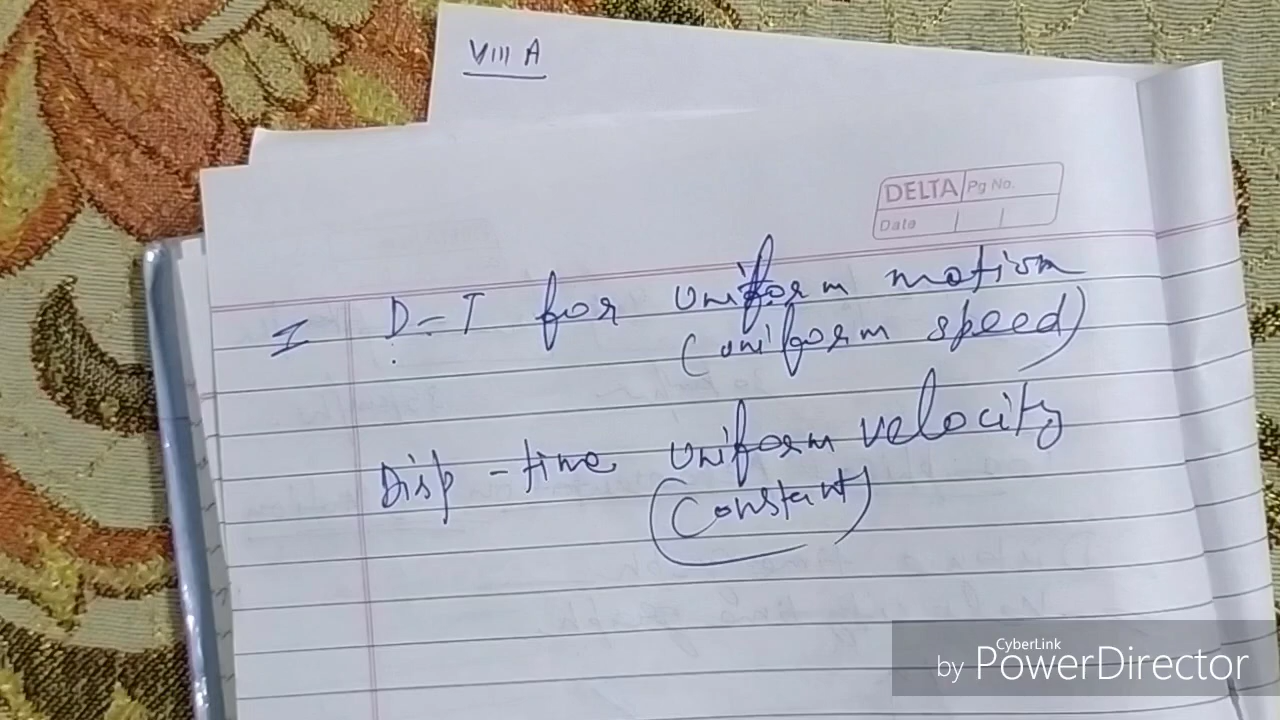 VIII A
DELTA Pg No.
Date
I D-T for uniform motion
(uniform speed)
Disp - time uniform velocity
(Constant)
CyberLink
by PowerDirector